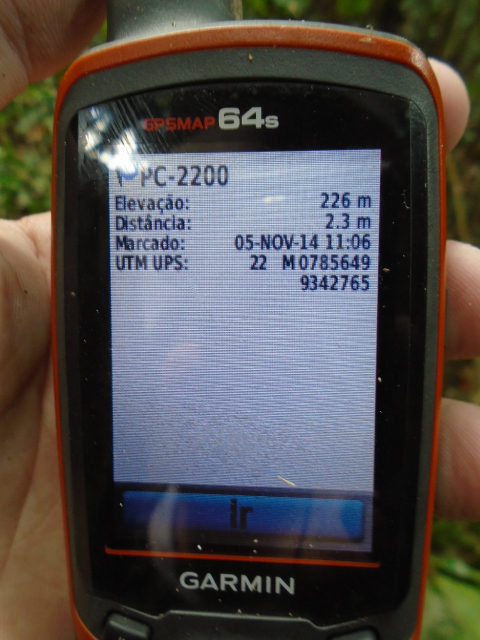 GPSMAP 64s
PC-2200
Elevação: 226 m
Distância: 2.3 m
Marcado: 05-NOV-14 11:06
UTM UPS: 22 M 0785649
9342765
Ir
GARMIN